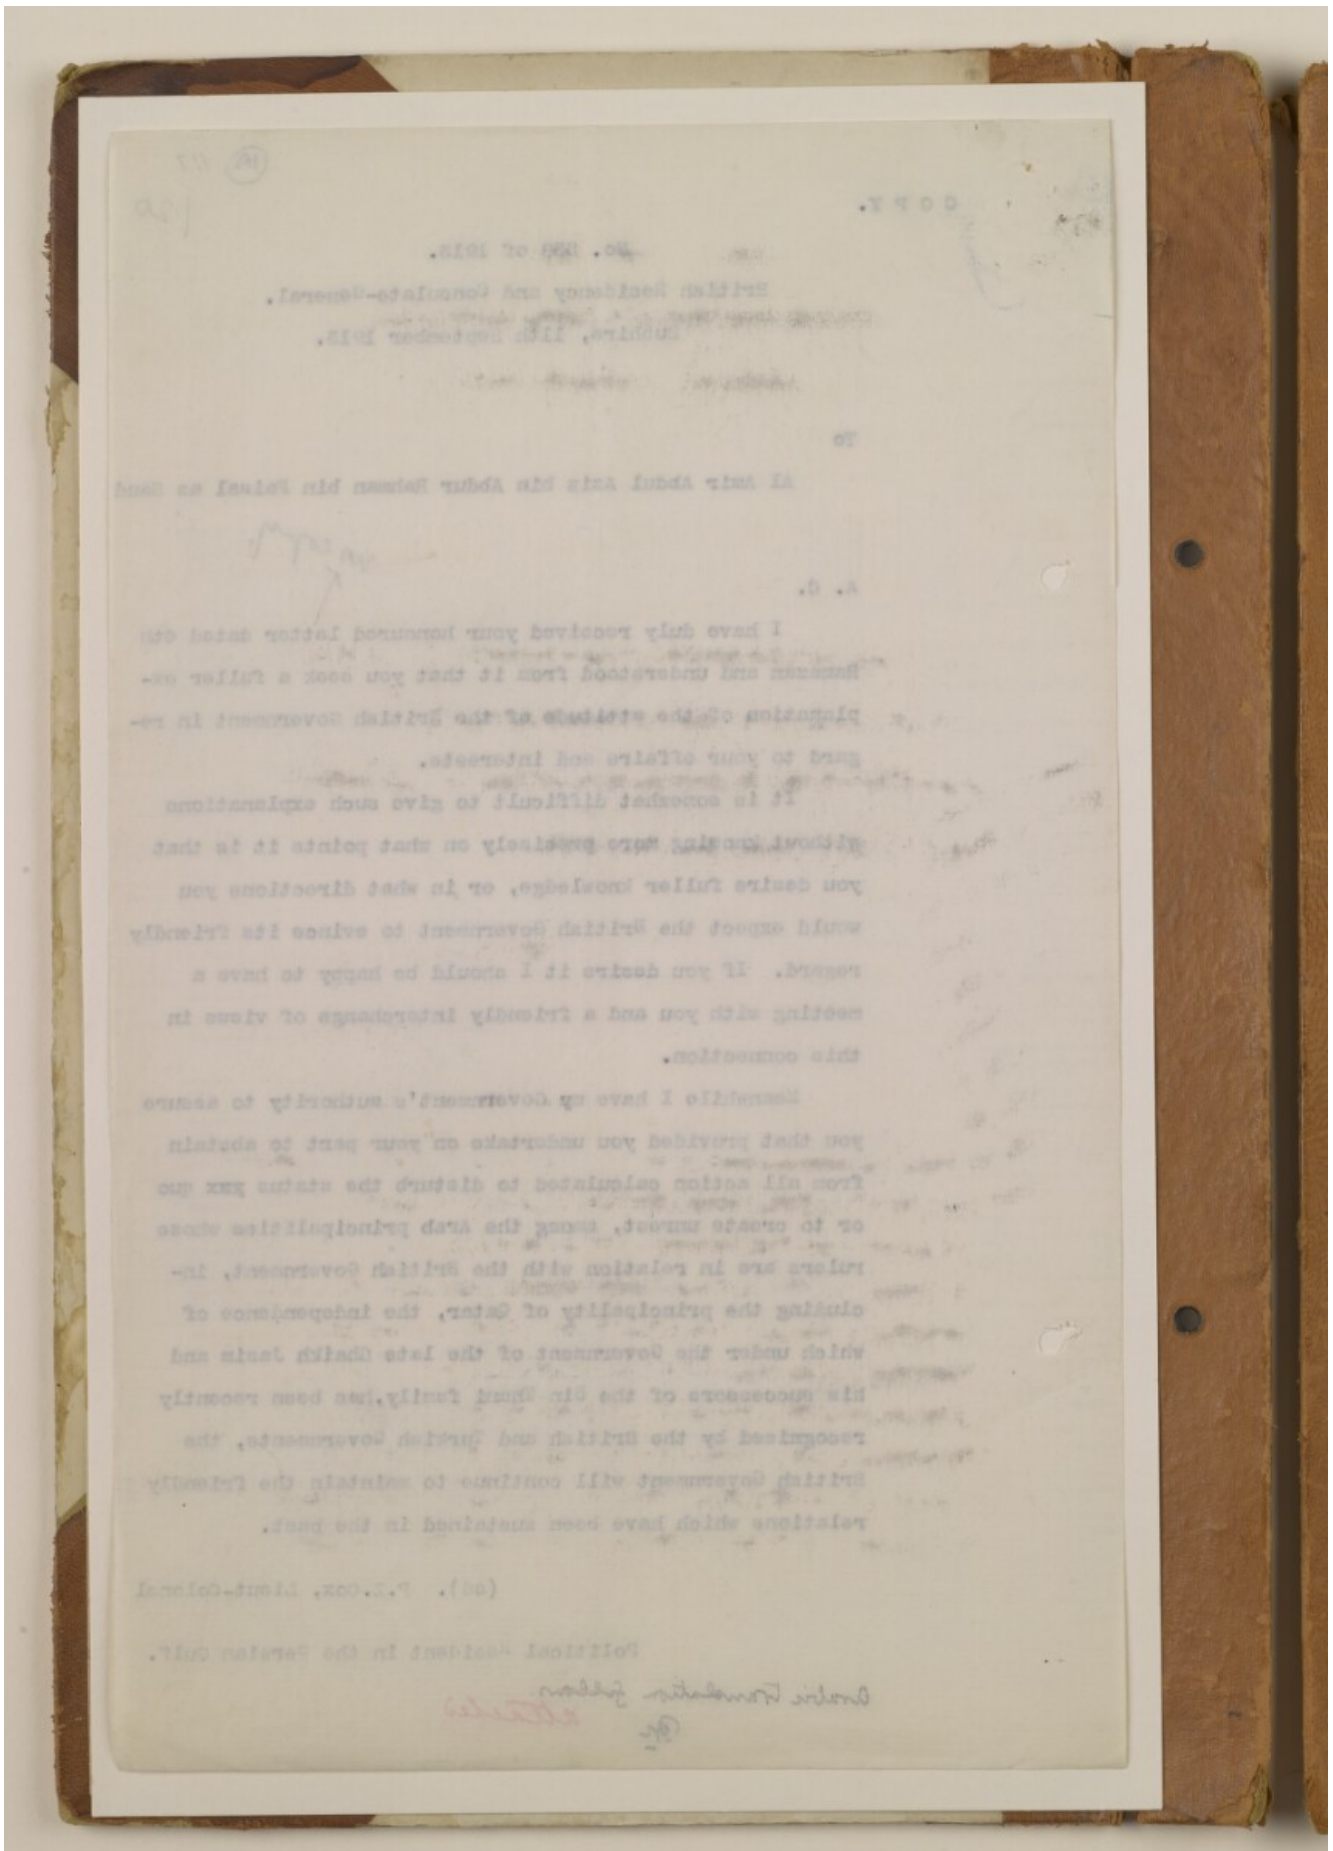 COPY.
of 1913.
British Residency and Consulate-General.
Bushire, 11th September 1913.
To
Al Amir Abdul Aziz bin Abdur Rahman bin Faisal as Saud
A. C.
I have duly received your honoured letter dated
Ramazan and understood from it that you seek a fuller ex-
planation of the attitude of the British Government in re-
gard to your affairs and interests.
It is somewhat difficult to give such explanations
without knowing more precisely on what points it is that
you desire fuller knowledge, or in what directions you
would expect the British Government to evince its friendly
regard. If you desire it I should be happy to have a
meeting with you and a friendly interchange of views in
this connection.
Meanwhile I have my Government's authority to assure
you that provided you undertake on your part to abstain
from all action calculated to disturb the status quo
or to create unrest, among the Arab principalities whose
rulers are in relation with the British Government, in-
cluding the principality of Qatar, the independence of
which under the Government of the late Shaikh Jasim and
his successors of the bin Thani family, has been recently
recognised by the British and Turkish Governments, the
British Government will continue to maintain the friendly
relations which have been sustained in the past.
(Sd). P.Z.Cox, Lieut-Colonel
Political Resident in the Persian Gulf.
Arabic translation follows
attached